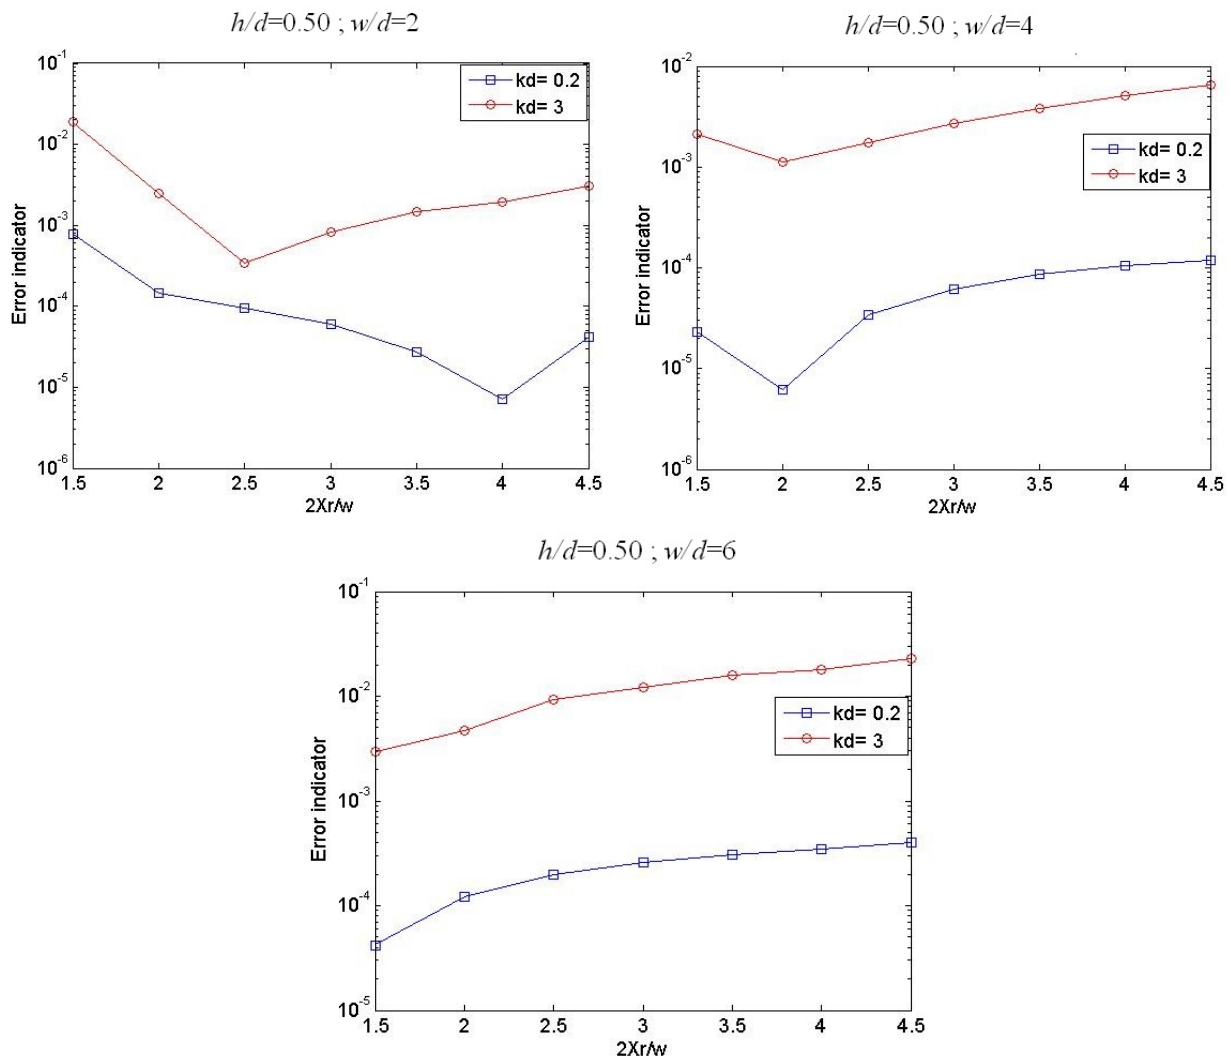 h/d=0.50 ; w/d=2
10^-1
10^-2
10^-3
10^-4
10^-5
10^-6
Error indicator
kd= 0.2
kd= 3
1.5 2 2.5 3 3.5 4 4.5
2Xr/w
h/d=0.50 ; w/d=4
10^-2
10^-3
10^-4
10^-5
10^-6
Error indicator
kd= 0.2
kd= 3
1.5 2 2.5 3 3.5 4 4.5
2Xr/w
h/d=0.50 ; w/d=6
10^-1
10^-2
10^-3
10^-4
10^-5
Error indicator
kd= 0.2
kd= 3
1.5 2 2.5 3 3.5 4 4.5
2Xr/w